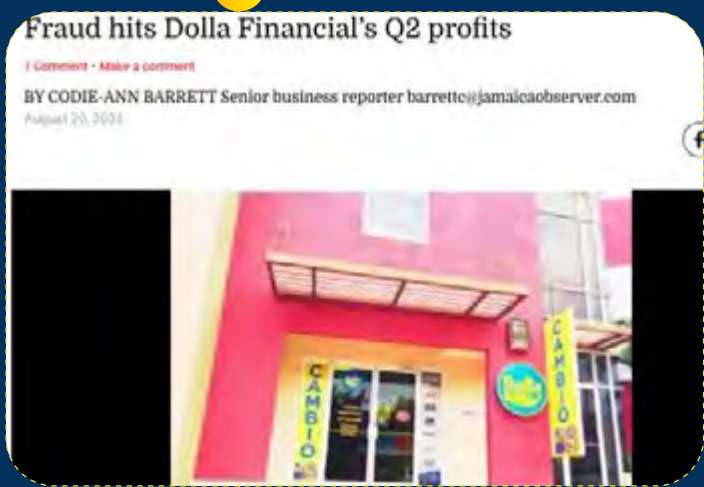 Fraud hits Dolla Financial's Q2 profits
1 Comment • Make a comment
BY CODIE-ANN BARRETT Senior business reporter barrettc@jamaicaobserver.com
f
CAMBIO
CAMBIO